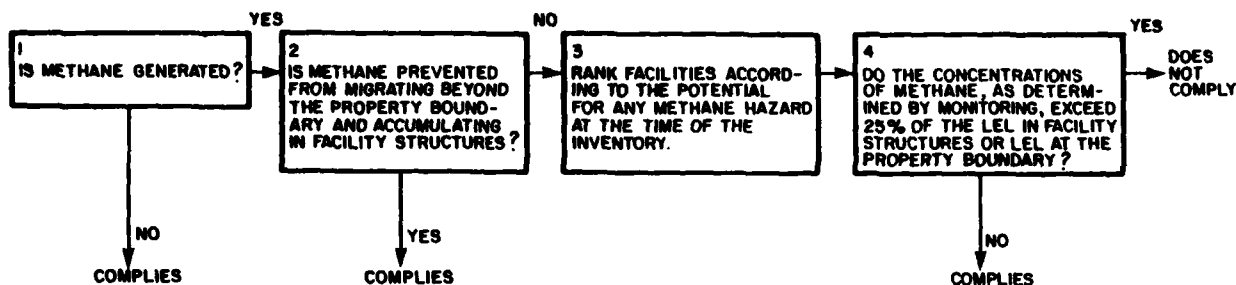 YES
NO
YES
1
IS METHANE GENERATED?
2
IS METHANE PREVENTED
FROM MIGRATING BEYOND
THE PROPERTY BOUND-
ARY AND ACCUMULATING
IN FACILITY STRUCTURES?
3
RANK FACILITIES ACCORD-
ING TO THE POTENTIAL
FOR ANY METHANE HAZARD
AT THE TIME OF THE
INVENTORY.
4
DO THE CONCENTRATIONS
OF METHANE, AS DETERM-
INED BY MONITORING, EXCEED
25% OF THE LEL IN FACILITY
STRUCTURES OR LEL AT THE
PROPERTY BOUNDARY?
DOES
NOT
COMPLY
NO
YES
NO
COMPLIES
COMPLIES
COMPLIES